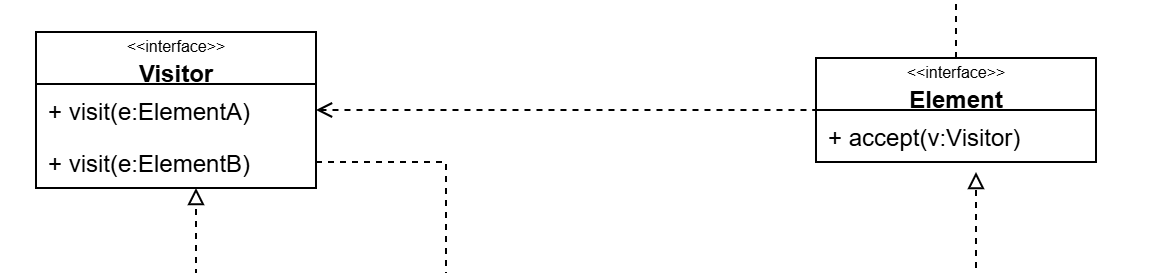 <<interface>>
Visitor
+ visit(e:ElementA)
+ visit(e:ElementB)
<<interface>>
Element
+ accept(v:Visitor)